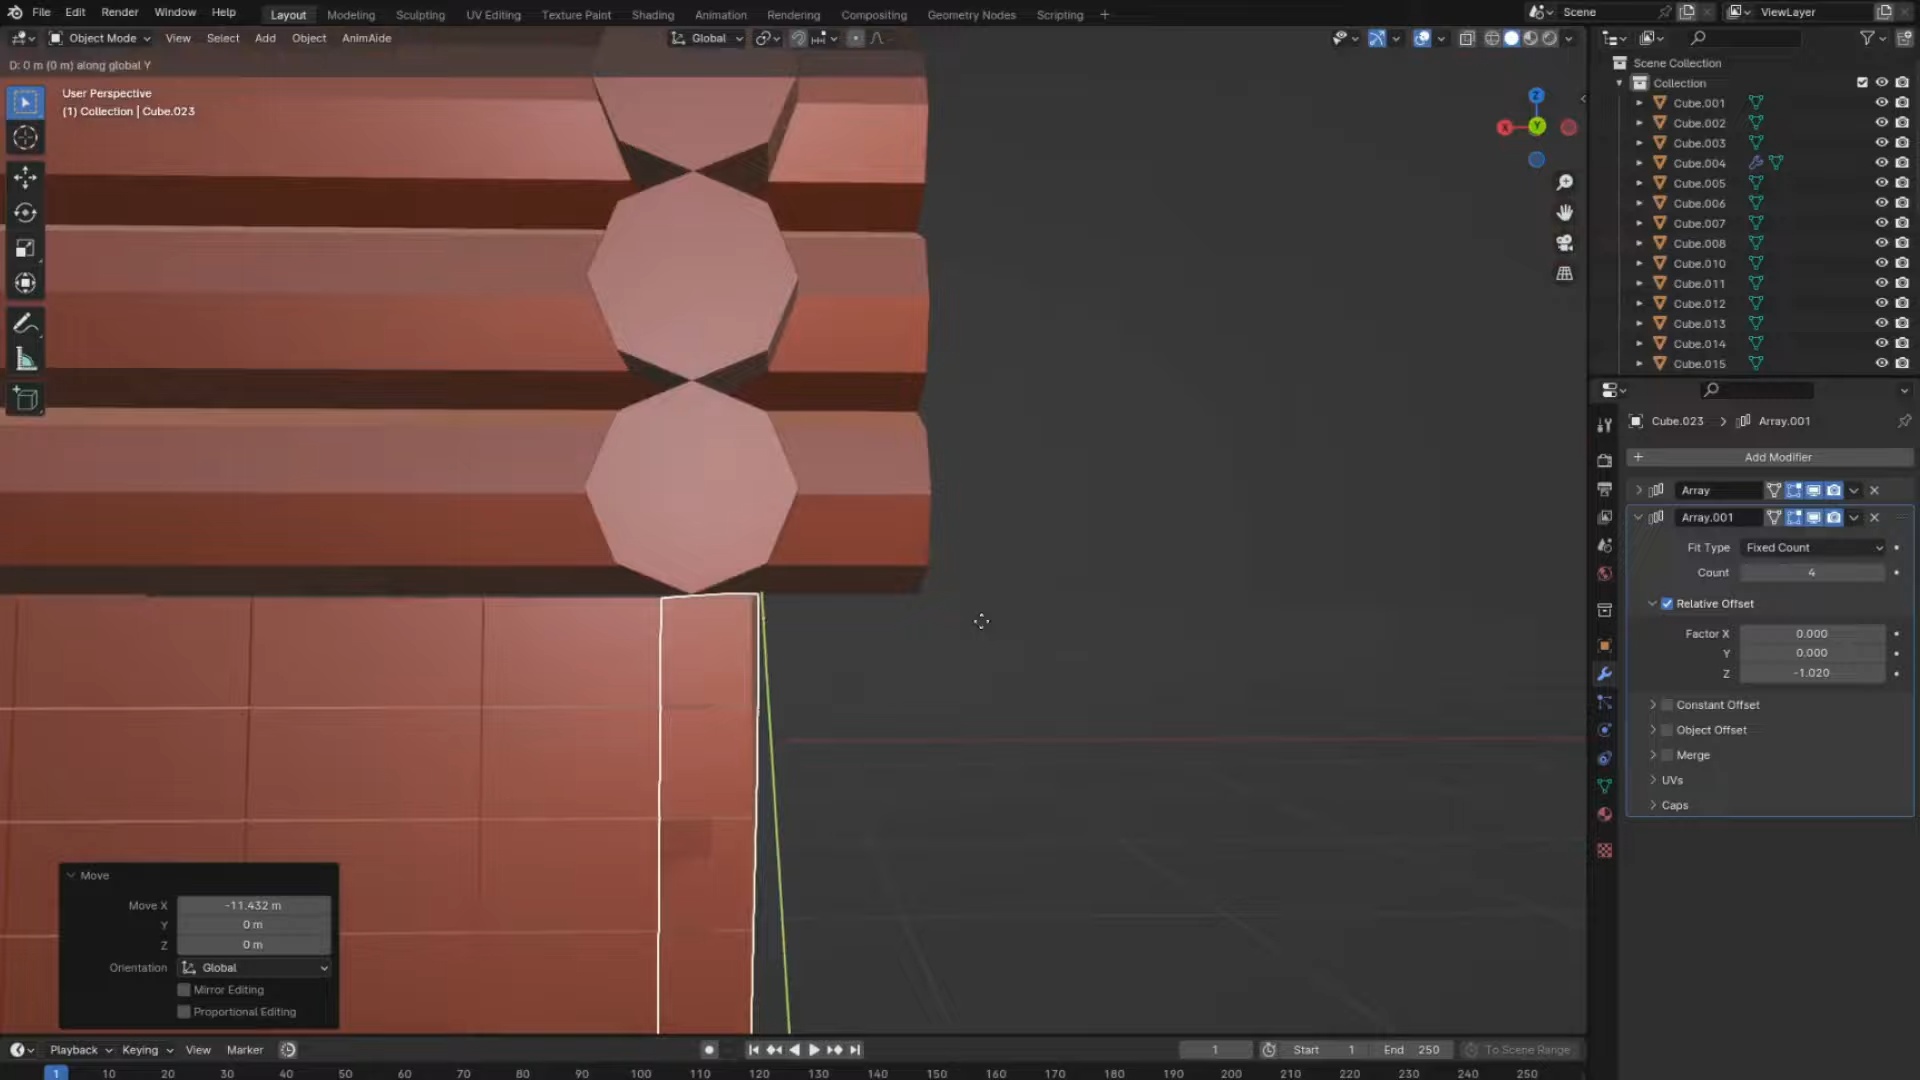 File Edit Render Window Help Layout Modeling Sculpting UV Editing Texture Paint Shading Animation Rendering Compositing Geometry Nodes Scripting + Scene ViewLayer
Object Mode View Select Add Object AnimAide Global
D: 0 m (0 m) along global Y
User Perspective
(1) Collection | Cube.023
Z
X
Y
Scene Collection
Collection
Cube.001
Cube.002
Cube.003
Cube.004
Cube.005
Cube.006
Cube.007
Cube.008
Cube.010
Cube.011
Cube.012
Cube.013
Cube.014
Cube.015
Cube.023 > Array.001
+ Add Modifier
Array
Array.001
Fit Type Fixed Count
Count 4
Relative Offset
Factor X 0.000
Y 0.000
Z -1.020
Constant Offset
Object Offset
Merge
UVs
Caps
Move
Move X -11.432 m
Y 0 m
Z 0 m
Orientation Global
Mirror Editing
Proportional Editing
Playback Keying View Marker 1 Start 1 End 250 To Scene Range
1 10 20 30 40 50 60 70 80 90 100 110 120 130 140 150 160 170 180 190 200 210 220 230 240 250